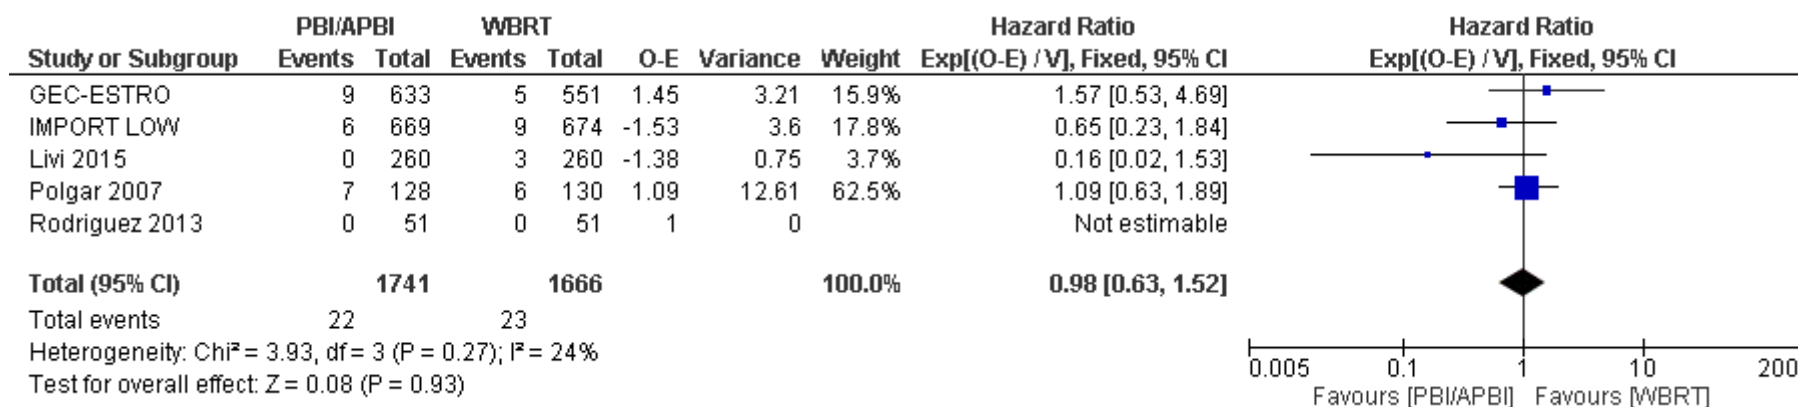 PBI/APBI WBRT Hazard Ratio Hazard Ratio
Study or Subgroup Events Total Events Total O-E Variance Weight Exp[(O-E) / V], Fixed, 95% CI Exp[(O-E) / V], Fixed, 95% CI
GEC-ESTRO 9 633 5 551 1.45 3.21 15.9% 1.57 [0.53, 4.69]
IMPORT LOW 6 669 9 674 -1.53 3.6 17.8% 0.65 [0.23, 1.84]
Livi 2015 0 260 3 260 -1.38 0.75 3.7% 0.16 [0.02, 1.53]
Polgar 2007 7 128 6 130 1.09 12.61 62.5% 1.09 [0.63, 1.89]
Rodriguez 2013 0 51 0 51 1 0 Not estimable
Total (95% CI) 1741 1666 100.0% 0.98 [0.63, 1.52]
Total events 22 23
Heterogeneity: Chi² = 3.93, df = 3 (P = 0.27); I² = 24%
Test for overall effect: Z = 0.08 (P = 0.93)
0.005 0.1 1 10 200
Favours [PBI/APBI] Favours [WBRT]